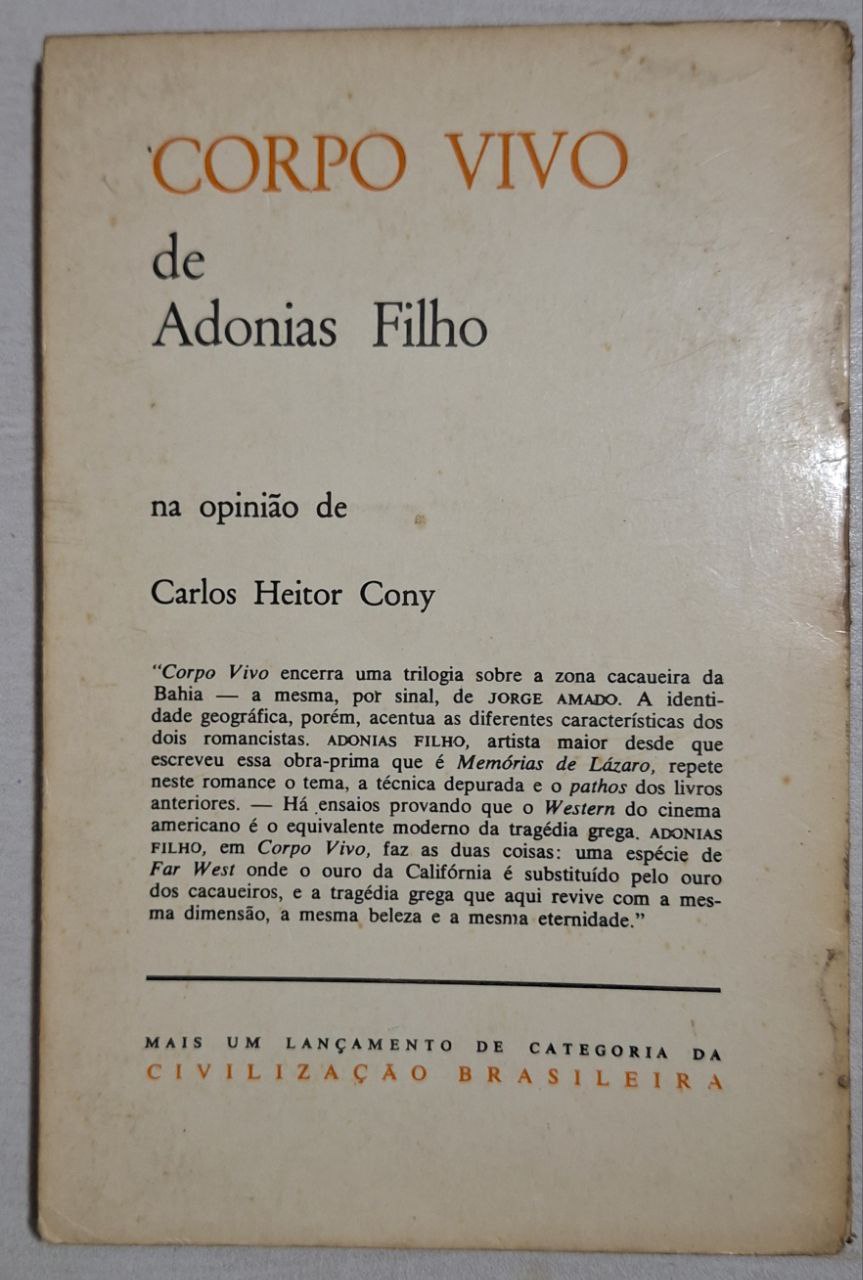 CORPO VIVO
de
Adonias Filho
na opinião de
Carlos Heitor Cony
"Corpo Vivo encerra uma trilogia sobre a zona cacaueira da
Bahia — a mesma, por sinal, de JORGE AMADO. A identi-
dade geográfica, porém, acentua as diferentes características dos
dois romancistas. ADONIAS FILHO, artista maior desde que
escreveu essa obra-prima que é Memórias de Lázaro, repete
neste romance o tema, a técnica depurada e o pathos dos livros
anteriores. — Há ensaios provando que o Western do cinema
americano é o equivalente moderno da tragédia grega. ADONIAS
FILHO, em Corpo Vivo, faz as duas coisas: uma espécie de
Far West onde o ouro da Califórnia é substituído pelo ouro
dos cacaueiros, e a tragédia grega que aqui revive com a mes-
ma dimensão, a mesma beleza e a mesma eternidade."
MAIS UM LANÇAMENTO DE CATEGORIA DA
CIVILIZAÇÃO BRASILEIRA